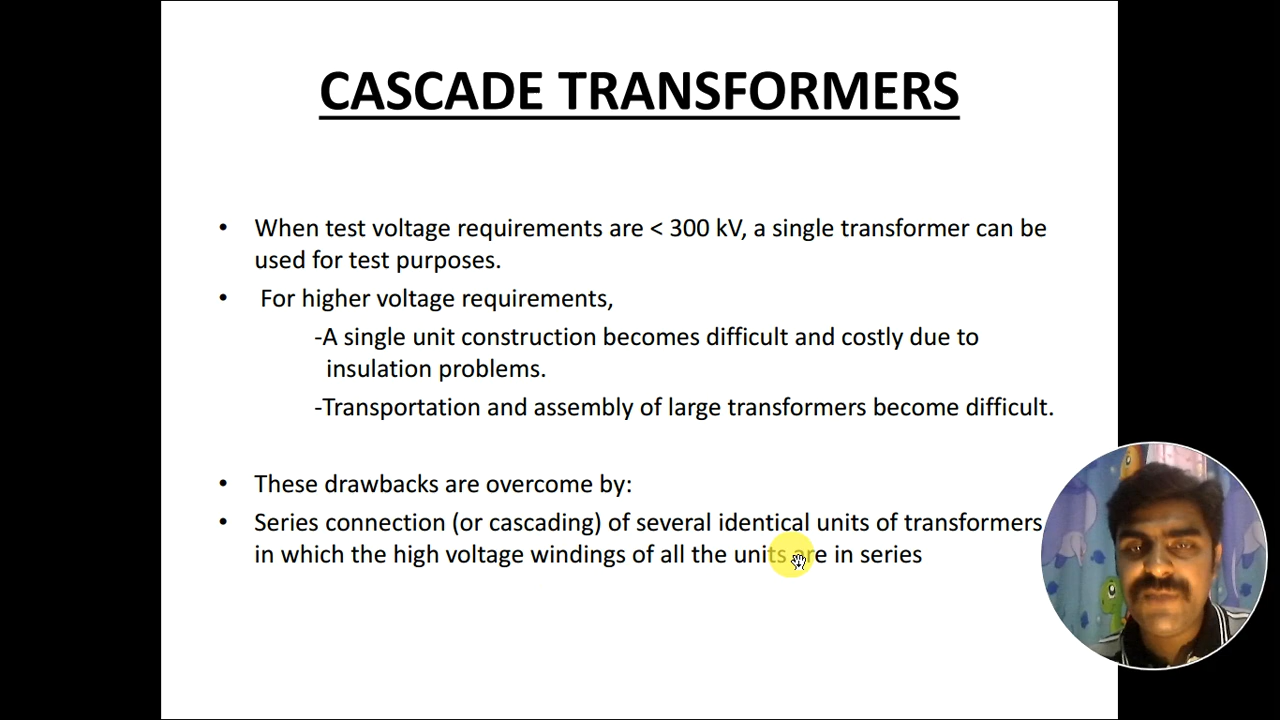 CASCADE TRANSFORMERS
• When test voltage requirements are < 300 kV, a single transformer can be
used for test purposes.
• For higher voltage requirements,
-A single unit construction becomes difficult and costly due to
insulation problems.
-Transportation and assembly of large transformers become difficult.
• These drawbacks are overcome by:
• Series connection (or cascading) of several identical units of transformers
in which the high voltage windings of all the units are in series